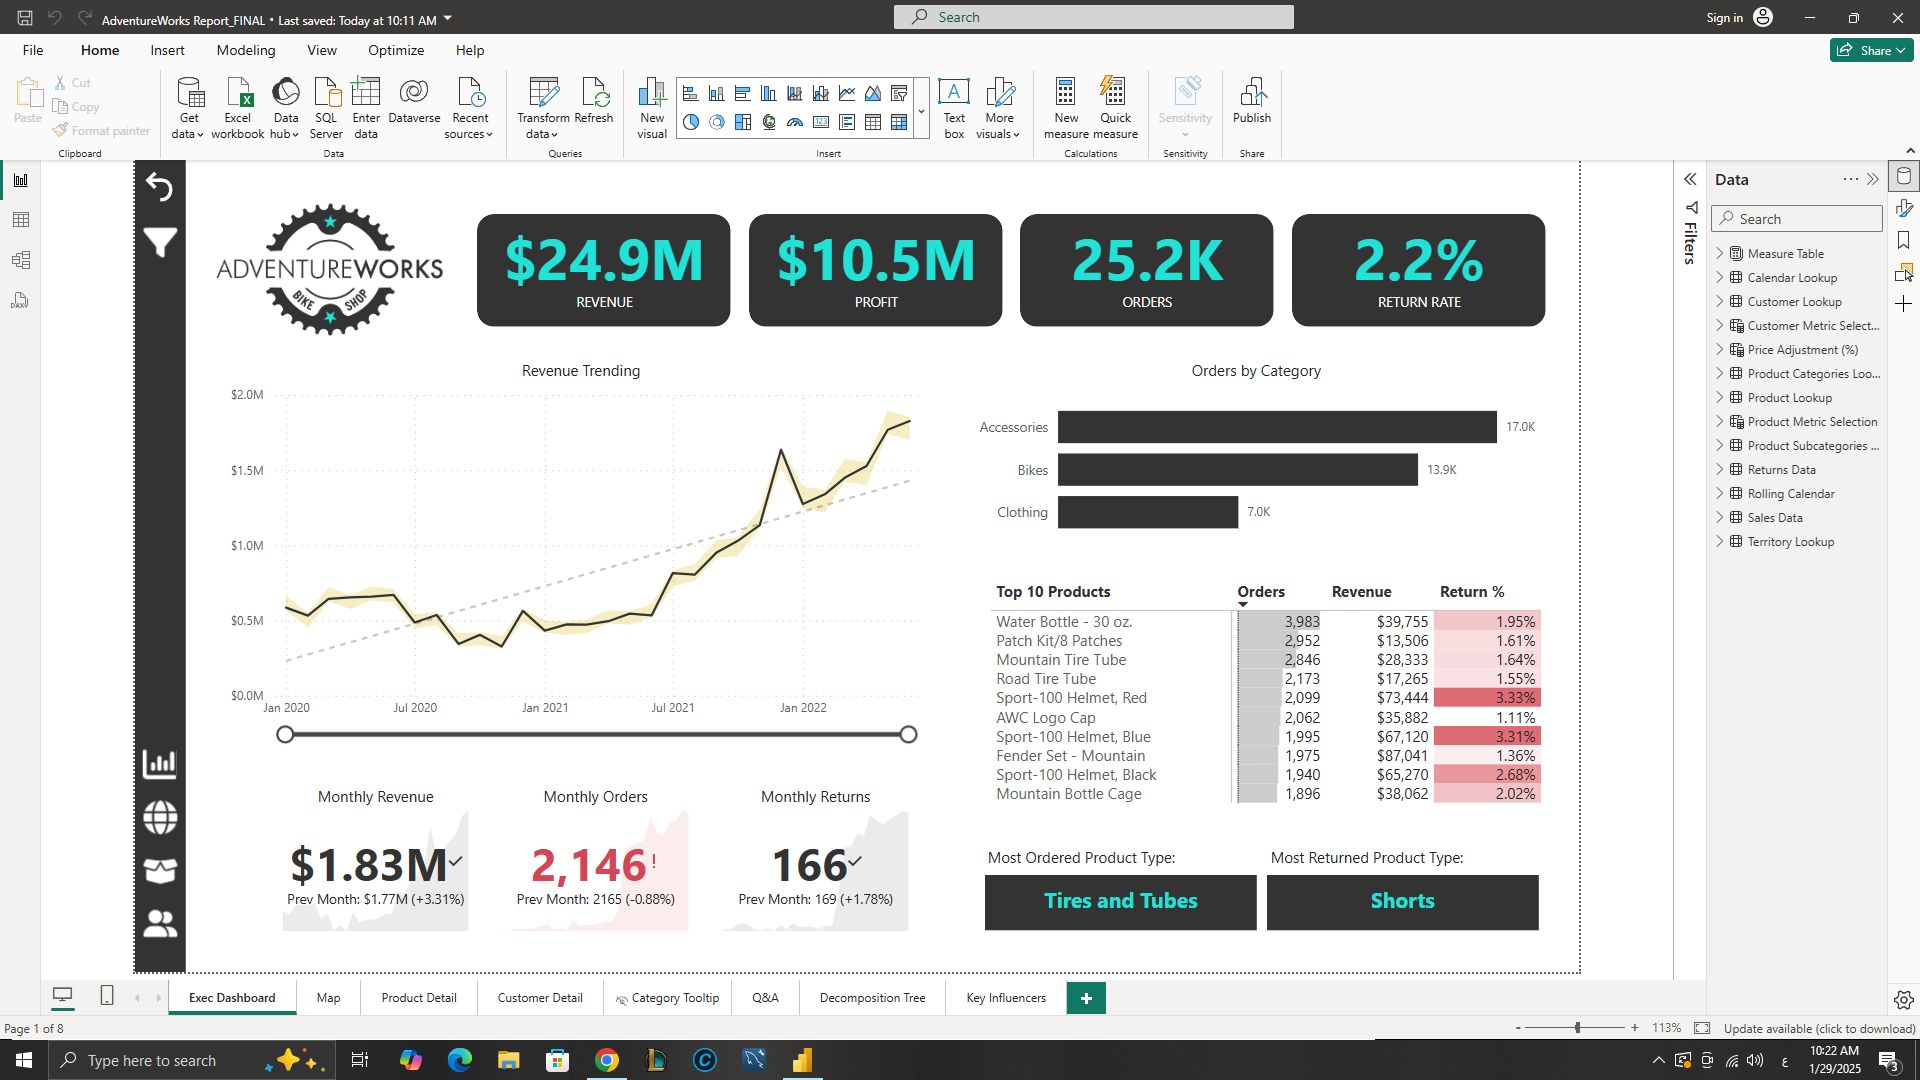 AdventureWorks Report_FINAL • Last saved: Today at 10:11 AM
Search
Sign in
File
Home
Insert
Modeling
View
Optimize
Help
Share
Paste
Cut
Copy
Format painter
Clipboard
Get data
Excel workbook
Data hub
SQL Server
Enter data
Dataverse
Recent sources
Data
Transform data
Refresh
Queries
New visual
Text box
More visuals
Insert
New measure
Quick measure
Calculations
Sensitivity
Sensitivity
Publish
Share
ADVENTUREWORKS
BIKE SHOP
$24.9M
REVENUE
$10.5M
PROFIT
25.2K
ORDERS
2.2%
RETURN RATE
Revenue Trending
$2.0M
$1.5M
$1.0M
$0.5M
$0.0M
Jan 2020
Jul 2020
Jan 2021
Jul 2021
Jan 2022
Orders by Category
Accessories 17.0K
Bikes 13.9K
Clothing 7.0K
Top 10 Products Orders Revenue Return %
Water Bottle - 30 oz. 3,983 $39,755 1.95%
Patch Kit/8 Patches 2,952 $13,506 1.61%
Mountain Tire Tube 2,846 $28,333 1.64%
Road Tire Tube 2,173 $17,265 1.55%
Sport-100 Helmet, Red 2,099 $73,444 3.33%
AWC Logo Cap 2,062 $35,882 1.11%
Sport-100 Helmet, Blue 1,995 $67,120 3.31%
Fender Set - Mountain 1,975 $87,041 1.36%
Sport-100 Helmet, Black 1,940 $65,270 2.68%
Mountain Bottle Cage 1,896 $38,062 2.02%
Monthly Revenue
$1.83M
Prev Month: $1.77M (+3.31%)
Monthly Orders
2,146!
Prev Month: 2165 (-0.88%)
Monthly Returns
166
Prev Month: 169 (+1.78%)
Most Ordered Product Type:
Tires and Tubes
Most Returned Product Type:
Shorts
Filters
Data
Search
Measure Table
Calendar Lookup
Customer Lookup
Customer Metric Select...
Price Adjustment (%)
Product Categories Loo...
Product Lookup
Product Metric Selection
Product Subcategories ...
Returns Data
Rolling Calendar
Sales Data
Territory Lookup
Exec Dashboard
Map
Product Detail
Customer Detail
Category Tooltip
Q&A
Decomposition Tree
Key Influencers
Page 1 of 8
113%
Update available (click to download)
Type here to search
ع
10:22 AM
1/29/2025
3